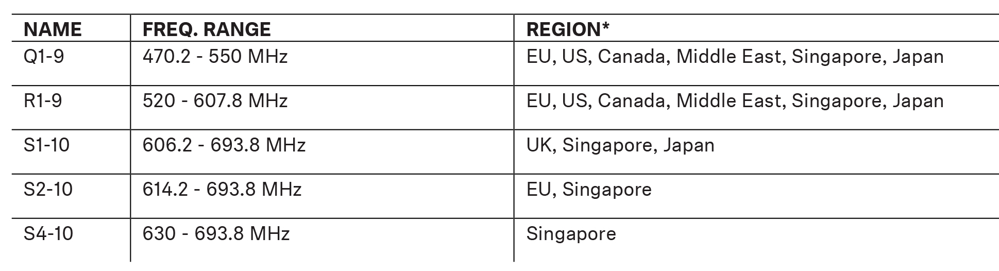 NAME FREQ. RANGE REGION*
Q1-9 470.2 - 550 MHz EU, US, Canada, Middle East, Singapore, Japan
R1-9 520 - 607.8 MHz EU, US, Canada, Middle East, Singapore, Japan
S1-10 606.2 - 693.8 MHz UK, Singapore, Japan
S2-10 614.2 - 693.8 MHz EU, Singapore
S4-10 630 - 693.8 MHz Singapore